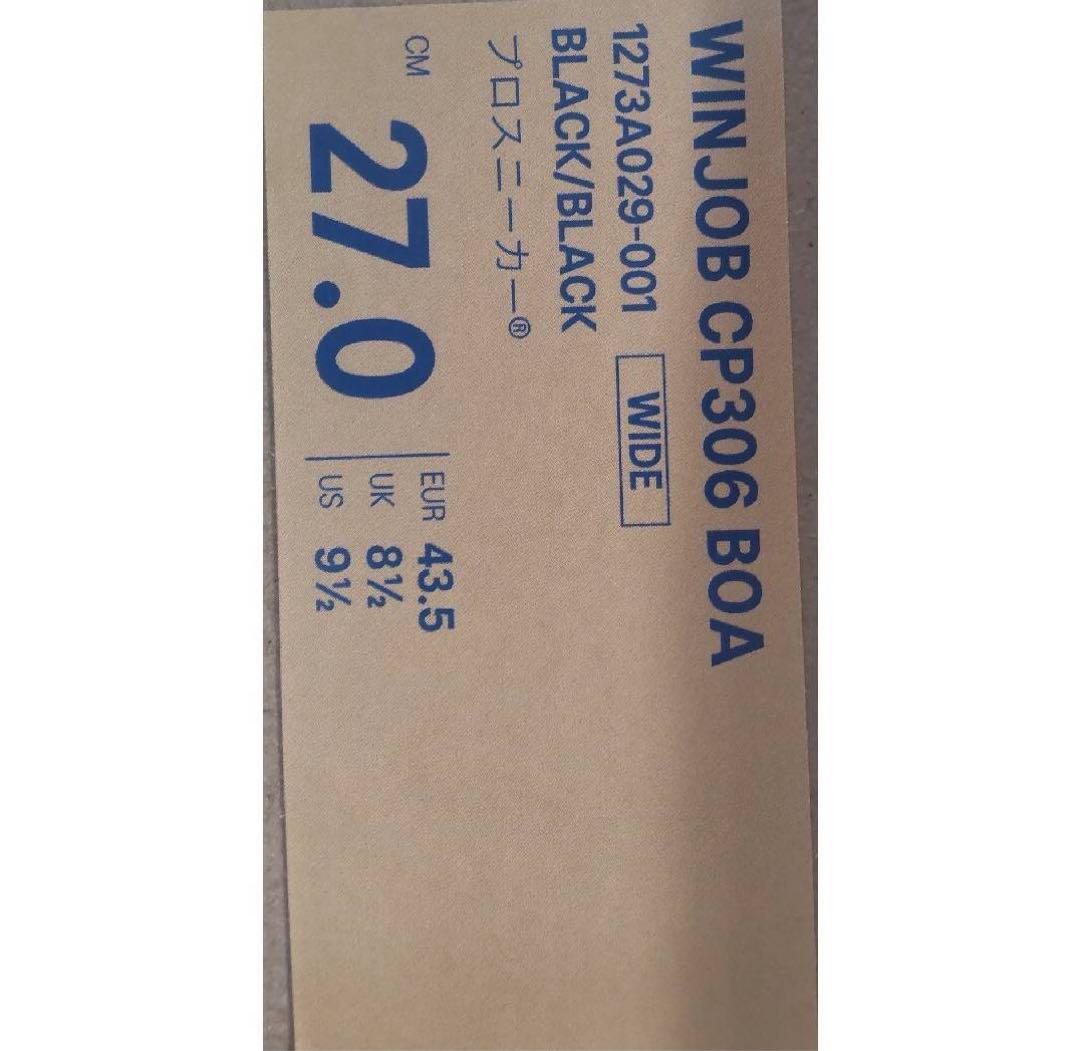 WINJOB CP306 BOA
1273A029-001 WIDE
BLACK/BLACK
プロスニーカー®
CM 27.0
EUR 43.5
UK 8½
US 9½